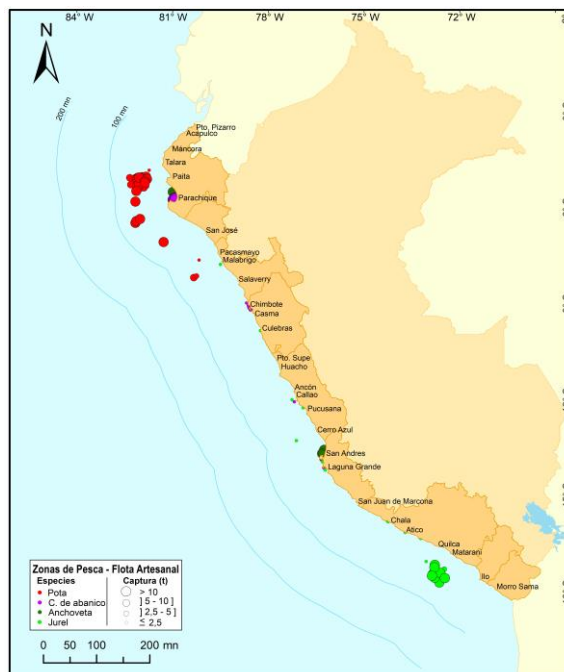 84°W 81°W 78°W 75°W 72°W
N
200 mn
100 mn
Pto. Pizarro
Acapulco
Máncora
Talara
Paita
Parachique
San José
Pacasmayo
Malabrigo
Salaverry
Chimbote
Casma
Culebras
Pto. Supe
Huacho
Ancón
Callao
Pucusana
Cerro Azul
San Andres
Laguna Grande
San Juan de Marcona
Chala
Atico
Quilca
Matarani
Ilo
Morro Sama
Zonas de Pesca - Flota Artesanal
Especies Captura (t)
Pota > 10
C. de abanico ] 5 - 10 ]
Anchoveta ] 2,5 - 5 ]
Jurel ≤ 2,5
0 50 100 200 mn